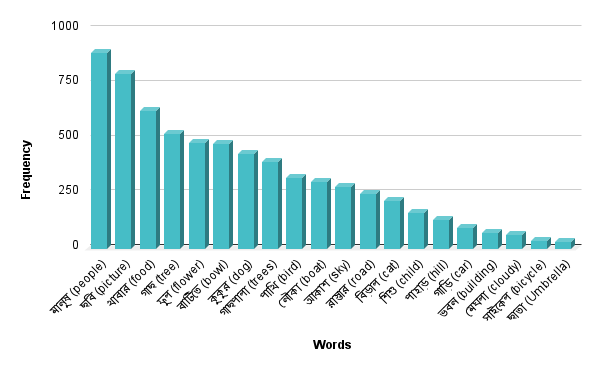 1000
750
500
250
0
Frequency
মানুষ (people)
ছবি (picture)
খাবার (food)
গাছ (tree)
ফুল (flower)
বাটিতে (bowl)
কুকুর (dog)
গাছপালা (trees)
পাখি (bird)
নৌকা (boat)
আকাশ (sky)
রাস্তার (road)
বিড়াল (cat)
শিশু (child)
পাহাড় (hill)
গাড়ি (car)
ভবন (building)
মেঘলা (cloudy)
সাইকেল (bicycle)
ছাতা (Umbrella)
Words